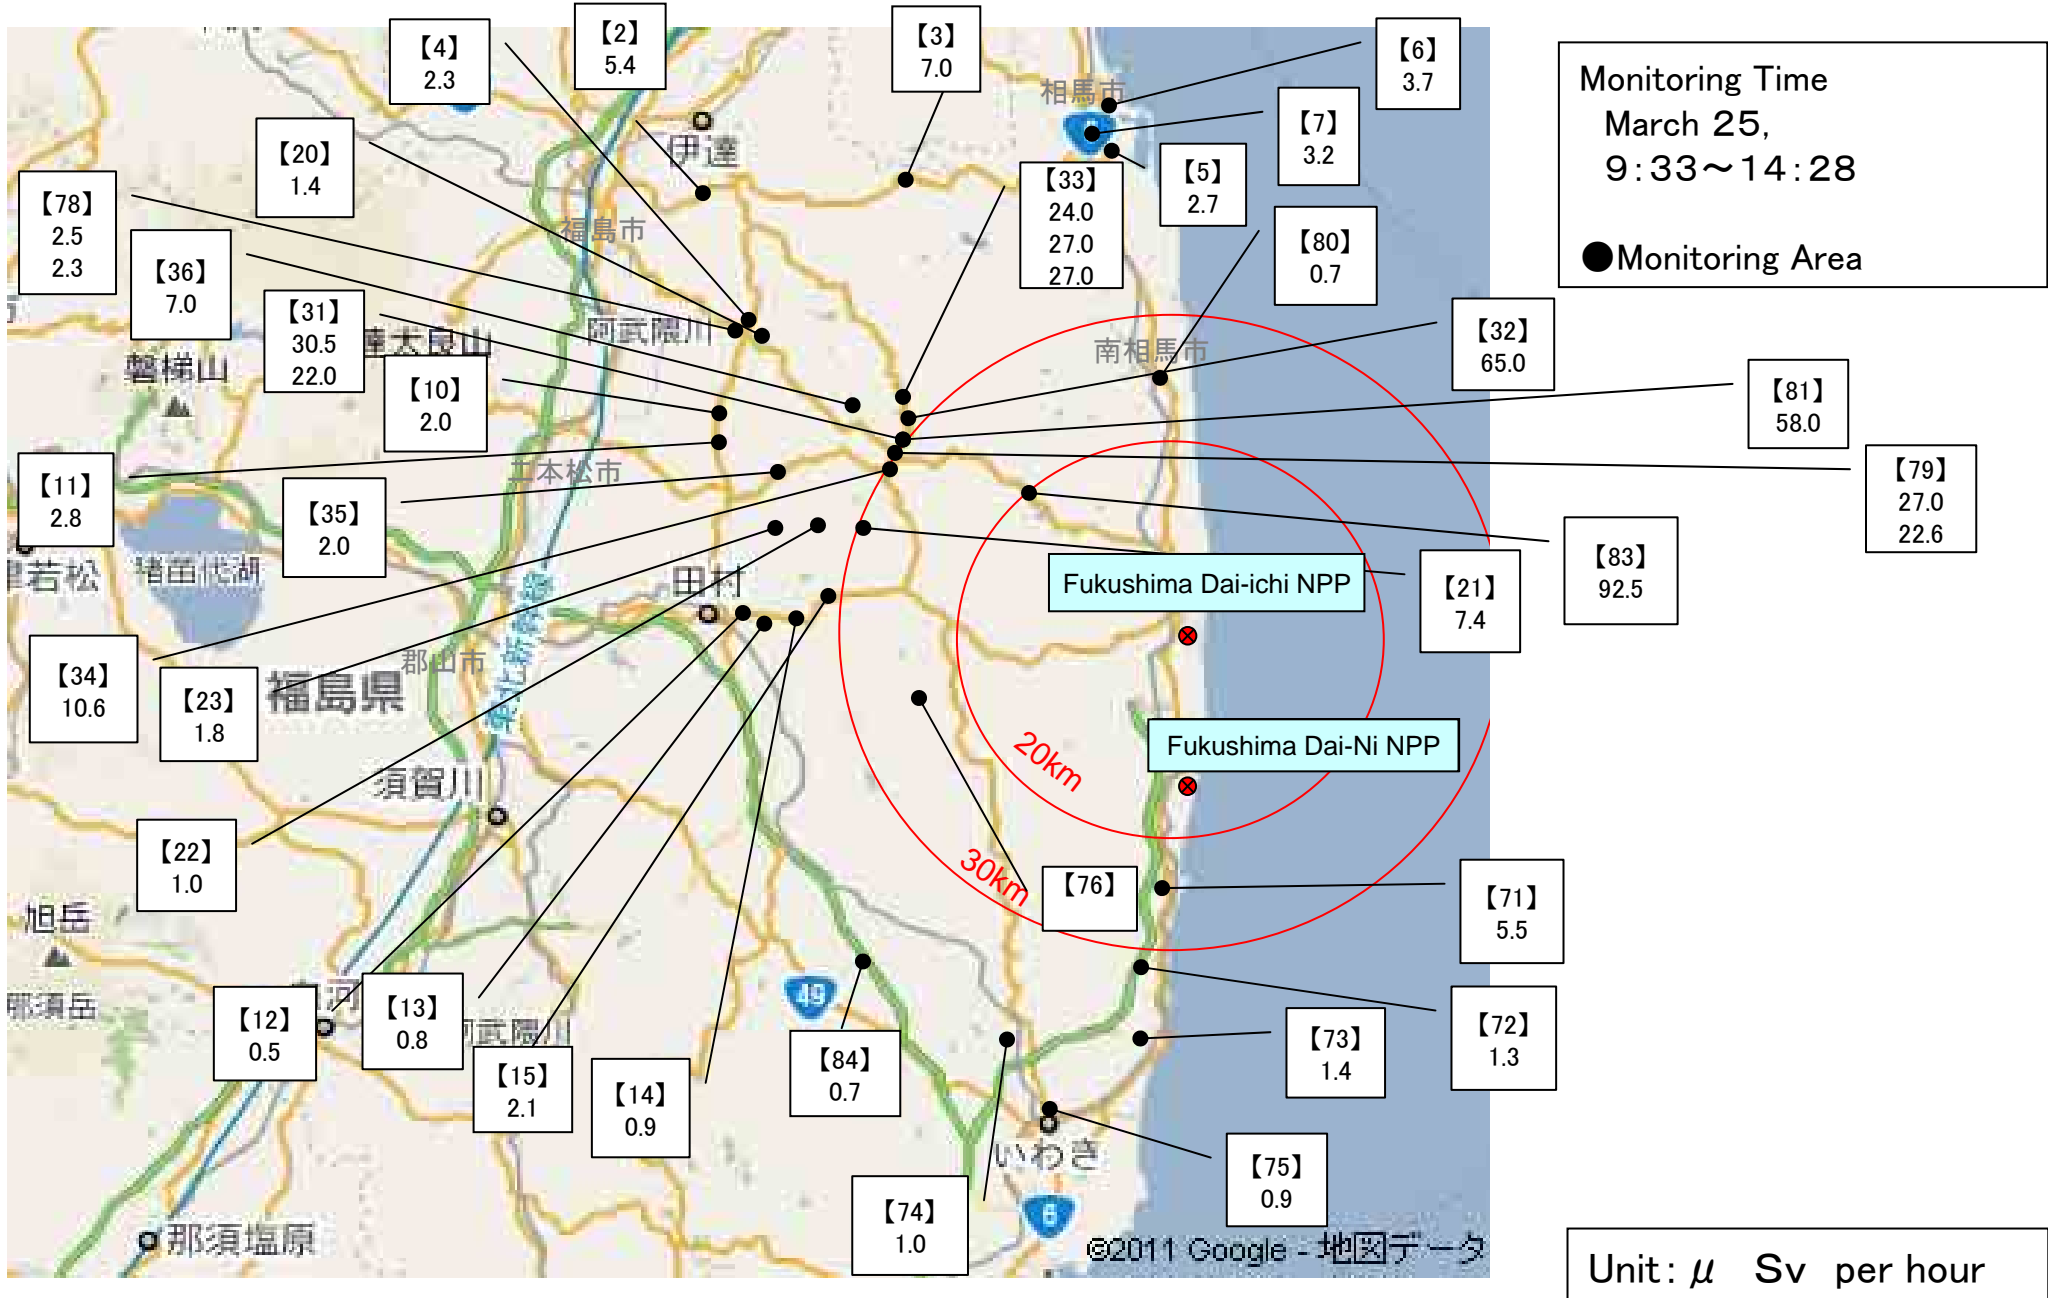 【4】
2.3
【2】
5.4
【3】
7.0
【6】
3.7
【7】
3.2
【5】
2.7
【20】
1.4
【78】
2.5
2.3
【36】
7.0
【31】
30.5
22.0
【10】
2.0
【33】
24.0
27.0
27.0
【80】
0.7
【32】
65.0
【81】
58.0
【79】
27.0
22.6
【83】
92.5
【21】
7.4
【11】
2.8
【35】
2.0
【34】
10.6
【23】
1.8
【22】
1.0
【12】
0.5
【13】
0.8
【15】
2.1
【14】
0.9
【84】
0.7
【74】
1.0
【75】
0.9
【73】
1.4
【72】
1.3
【71】
5.5
【76】
Monitoring Time
March 25,
9:33~14:28
●Monitoring Area
Fukushima Dai-ichi NPP
Fukushima Dai-Ni NPP
20km
30km
相馬市
伊達
福島市
阿武隈川
南相馬市
磐梯山
二本松市
猪苗代湖
田村
郡山市
福島県
東北新幹線
須賀川
旭岳
那須岳
49
いわき
6
那須塩原
©2011 Google - 地図データ
Unit: μ Sv per hour